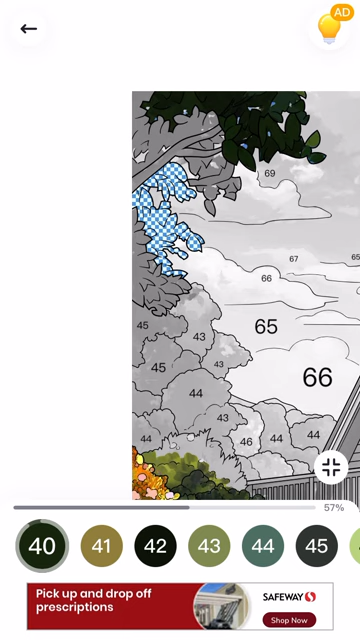 AD
69
67
65
66
65
45
43
45
43
66
44
43
44
46
44
44
57%
40 41 42 43 44 45
Pick up and drop off
prescriptions
SAFEWAY
Shop Now